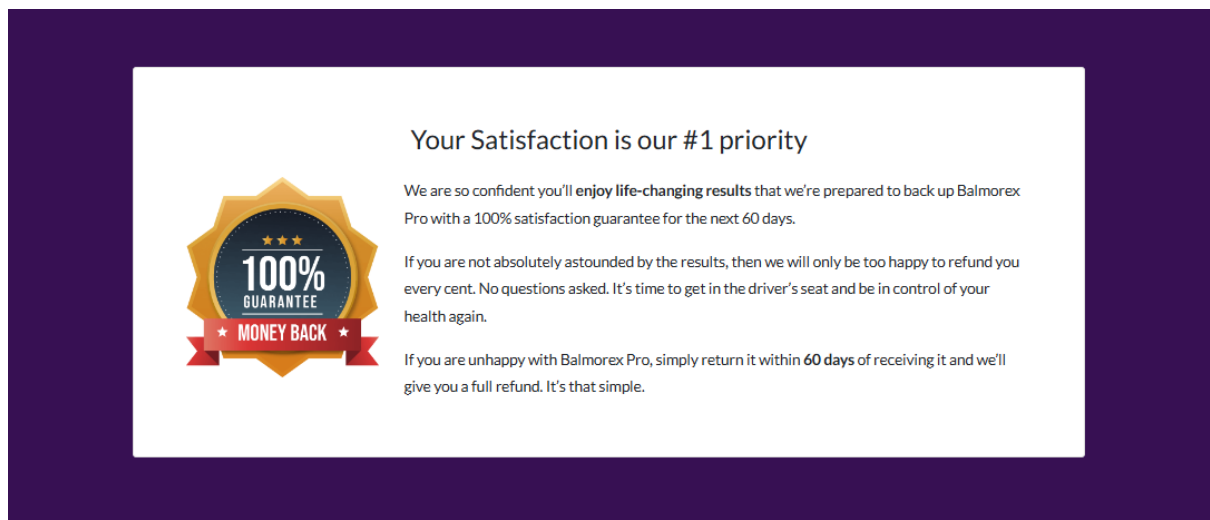 Your Satisfaction is our #1 priority
We are so confident you'll enjoy life-changing results that we're prepared to back up Balmorex
Pro with a 100% satisfaction guarantee for the next 60 days.
If you are not absolutely astounded by the results, then we will only be too happy to refund you
every cent. No questions asked. It's time to get in the driver's seat and be in control of your
health again.
If you are unhappy with Balmorex Pro, simply return it within 60 days of receiving it and we'll
give you a full refund. It's that simple.
100%
GUARANTEE
MONEY BACK